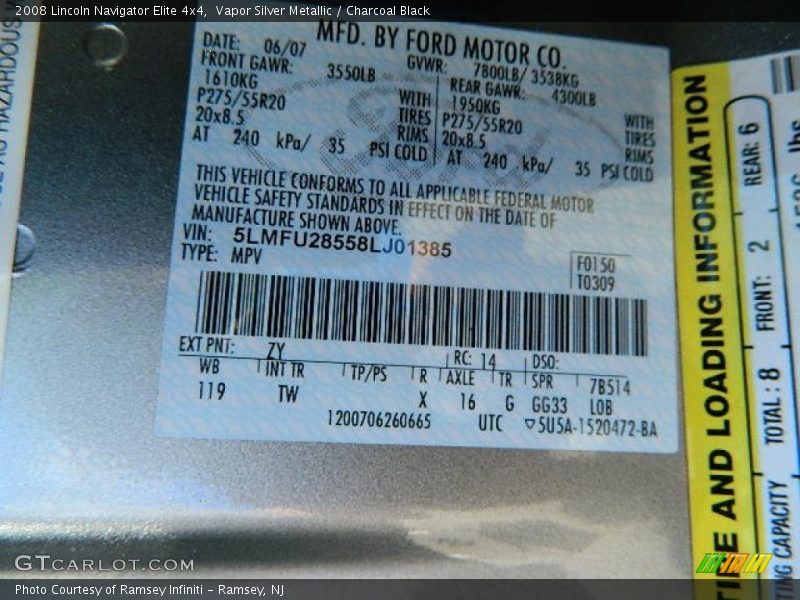 2008 Lincoln Navigator Elite 4x4, Vapor Silver Metallic / Charcoal Black
MFD. BY FORD MOTOR CO.
DATE: 06/07 GVWR: 7800LB/ 3538KG
FRONT GAWR: 3550LB REAR GAWR: 4300LB
1610KG WITH 1950KG WITH
P275/55R20 TIRES P275/55R20 TIRES
20x8.5 RIMS 20x8.5 RIMS
AT 240 kPa/ 35 PSI COLD AT 240 kPa/ 35 PSI COLD
THIS VEHICLE CONFORMS TO ALL APPLICABLE FEDERAL MOTOR
VEHICLE SAFETY STANDARDS IN EFFECT ON THE DATE OF
MANUFACTURE SHOWN ABOVE.
VIN: 5LMFU28558LJ01385
TYPE: MPV
F0150
T0309
EXT PNT: ZY RC: 14 DSO:
WB INT TR TP/PS R AXLE TR SPR 7B514
119 TW X 16 G GG33 LOB
1200706260665 UTC ▽5U5A-1520472-BA
TIRE AND LOADING INFORMATION
REAR: 6
FRONT: 2
TOTAL: 8
CAPACITY
lbs
HAZARDOUS
Ford
GTCARLOT.COM
Photo Courtesy of Ramsey Infiniti – Ramsey, NJ